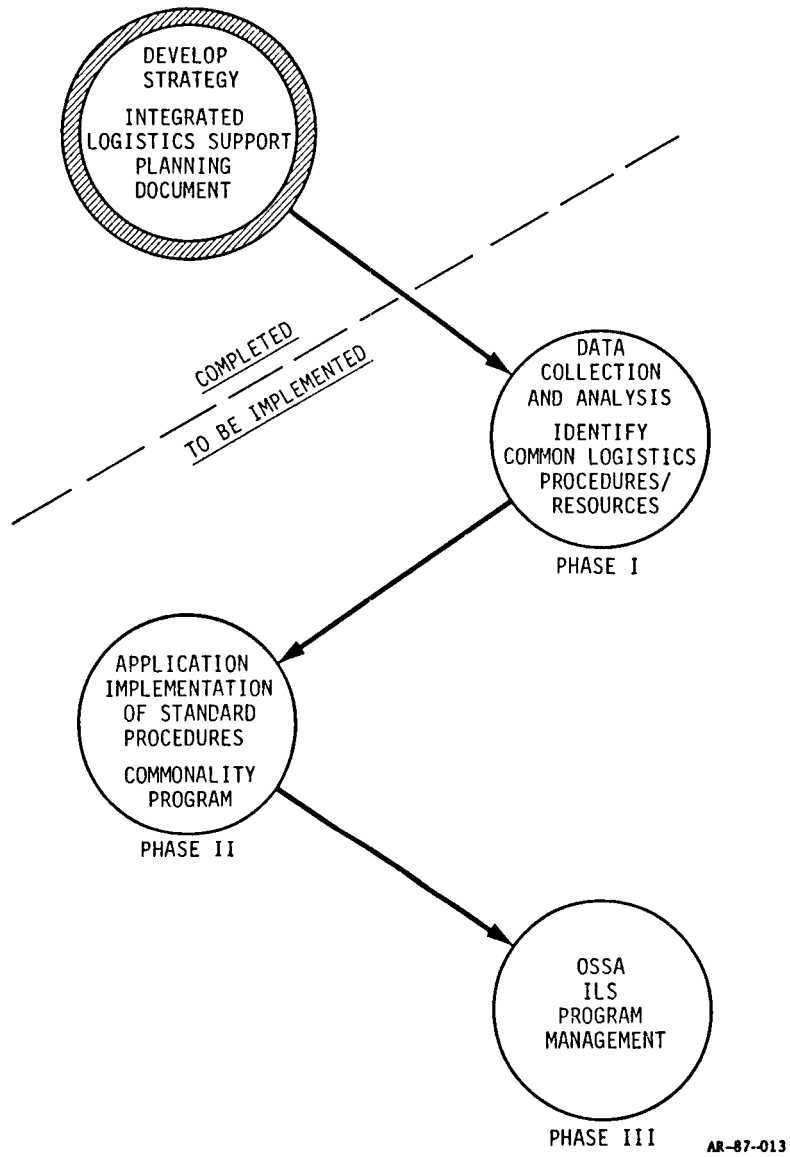 DEVELOP
STRATEGY
INTEGRATED
LOGISTICS SUPPORT
PLANNING
DOCUMENT
COMPLETED
TO BE IMPLEMENTED
DATA
COLLECTION
AND ANALYSIS
IDENTIFY
COMMON LOGISTICS
PROCEDURES/
RESOURCES
PHASE I
APPLICATION
IMPLEMENTATION
OF STANDARD
PROCEDURES
COMMONALITY
PROGRAM
PHASE II
OSSA
ILS
PROGRAM
MANAGEMENT
PHASE III
AR-87--013